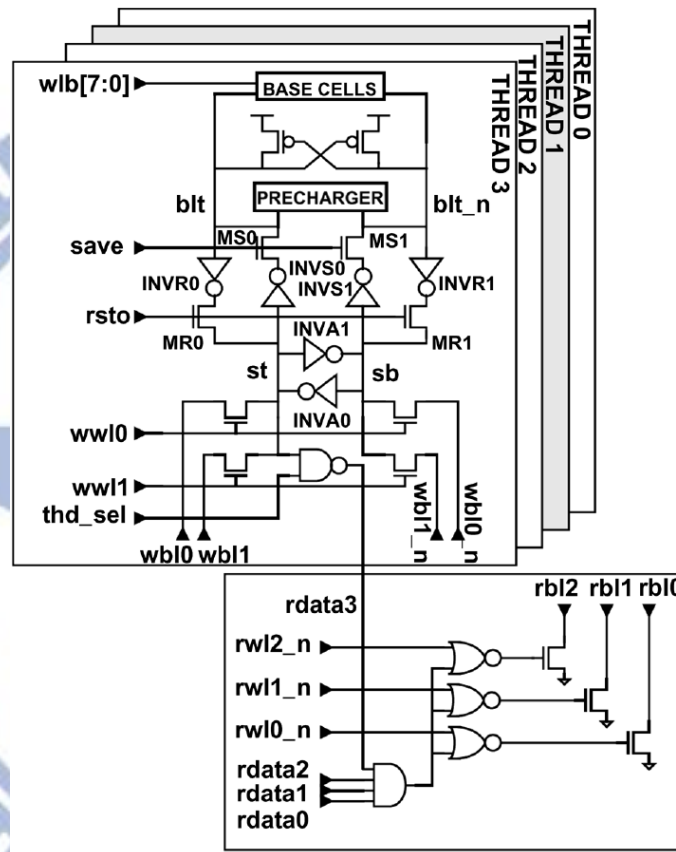 THREAD 0
THREAD 1
THREAD 2
THREAD 3
wlb[7:0]
BASE CELLS
blt
PRECHARGER
blt_n
save
MS0
MS1
INVR0
INVS0
INVS1
INVR1
rsto
MR0
INVA1
MR1
st
sb
INVA0
wwl0
wwl1
thd_sel
wbl0 wbl1
wbl1_n
wbl0_n
rdata3
rbl2 rbl1 rbl0
rwl2_n
rwl1_n
rwl0_n
rdata2
rdata1
rdata0